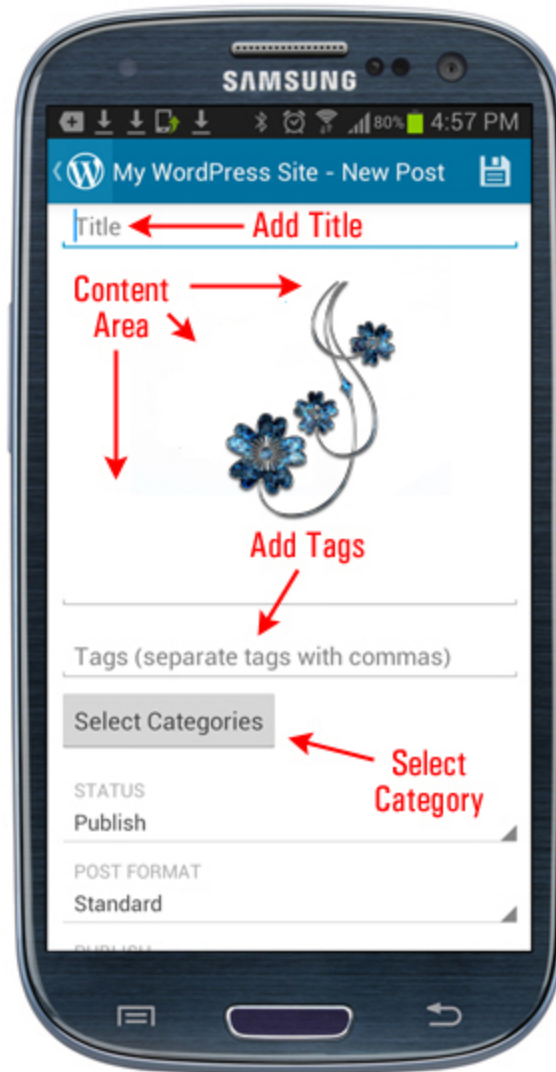 SAMSUNG
80% 4:57 PM
My WordPress Site - New Post
Title Add Title
Content
Area
Add Tags
Tags (separate tags with commas)
Select Categories
Select
Category
STATUS
Publish
POST FORMAT
Standard
PUBLISH